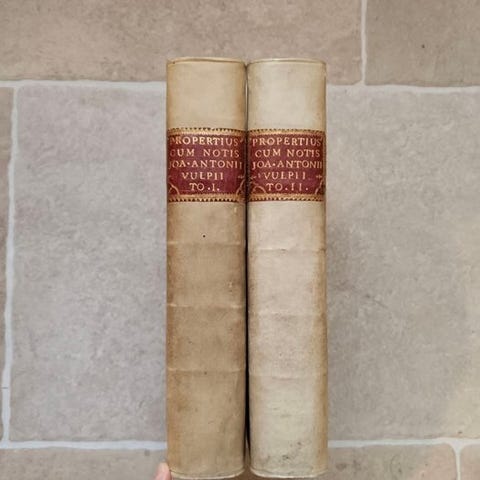 PROPERTIUS
CUM NOTIS
JOA·ANTONII
VULPII
TO·I·
PROPERTIUS
CUM NOTIS
JOA·ANTONII
VULPII
TO·II·